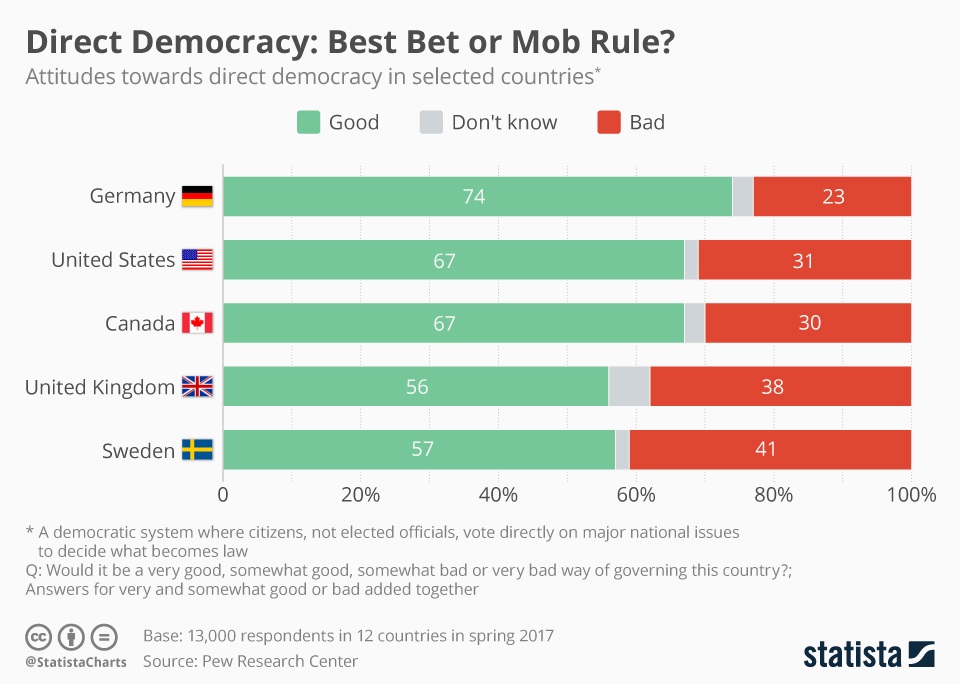 Direct Democracy: Best Bet or Mob Rule?
Attitudes towards direct democracy in selected countries*
Good Don't know Bad
Germany 74 23
United States 67 31
Canada 67 30
United Kingdom 56 38
Sweden 57 41
0 20% 40% 60% 80% 100%
* A democratic system where citizens, not elected officials, vote directly on major national issues
to decide what becomes law
Q: Would it be a very good, somewhat good, somewhat bad or very bad way of governing this country?;
Answers for very and somewhat good or bad added together
cc =
@StatistaCharts
Base: 13,000 respondents in 12 countries in spring 2017
Source: Pew Research Center
statista